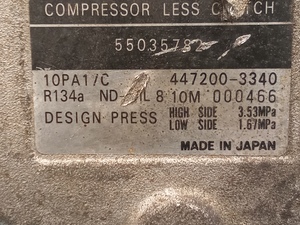 COMPRESSOR LESS CLUTCH
10PA1/C 447200-3340
R134a 8 10M 000466
DESIGN PRESS HIGH SIDE 3.53MPa
LOW SIDE 1.67MPa
MADE IN JAPAN